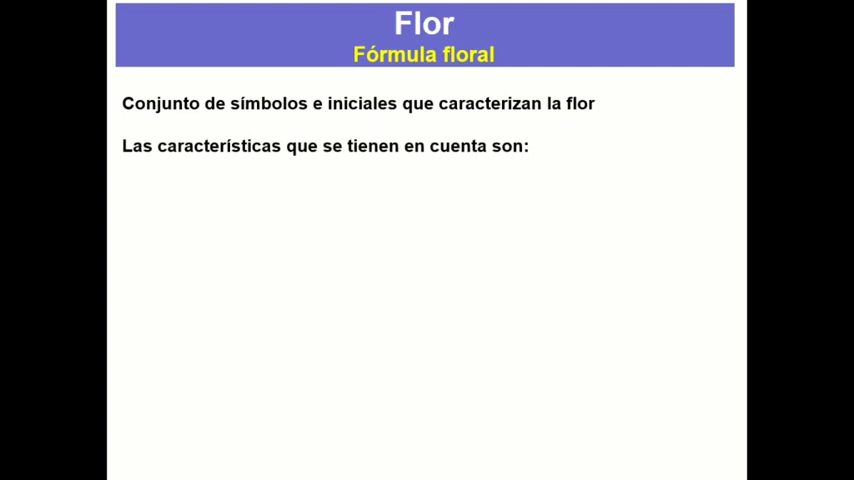 Flor
Fórmula floral
Conjunto de símbolos e iniciales que caracterizan la flor
Las características que se tienen en cuenta son: